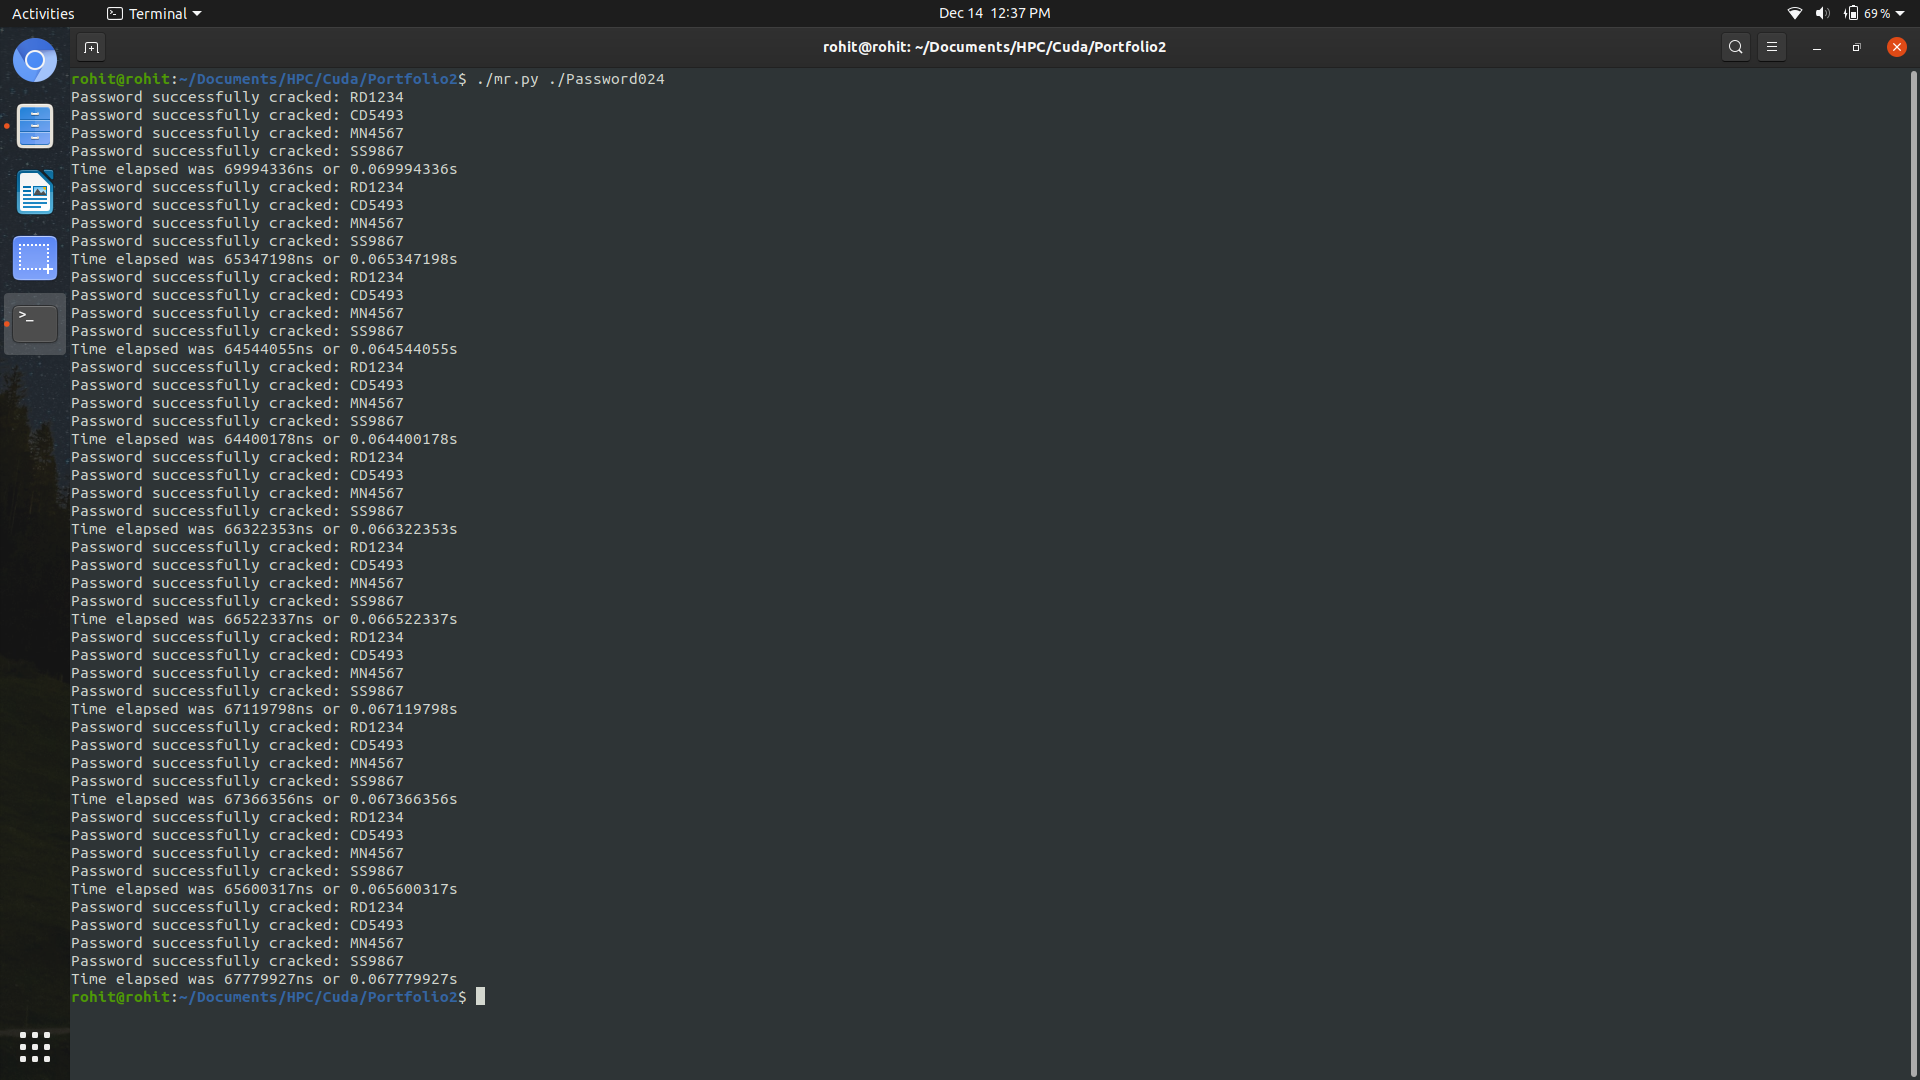 Activities
Terminal
Dec 14 12:37 PM
69 %
rohit@rohit: ~/Documents/HPC/Cuda/Portfolio2
rohit@rohit:~/Documents/HPC/Cuda/Portfolio2$ ./mr.py ./Password024
Password successfully cracked: RD1234
Password successfully cracked: CD5493
Password successfully cracked: MN4567
Password successfully cracked: SS9867
Time elapsed was 69994336ns or 0.069994336s
Password successfully cracked: RD1234
Password successfully cracked: CD5493
Password successfully cracked: MN4567
Password successfully cracked: SS9867
Time elapsed was 65347198ns or 0.065347198s
Password successfully cracked: RD1234
Password successfully cracked: CD5493
Password successfully cracked: MN4567
Password successfully cracked: SS9867
Time elapsed was 64544055ns or 0.064544055s
Password successfully cracked: RD1234
Password successfully cracked: CD5493
Password successfully cracked: MN4567
Password successfully cracked: SS9867
Time elapsed was 64400178ns or 0.064400178s
Password successfully cracked: RD1234
Password successfully cracked: CD5493
Password successfully cracked: MN4567
Password successfully cracked: SS9867
Time elapsed was 66322353ns or 0.066322353s
Password successfully cracked: RD1234
Password successfully cracked: CD5493
Password successfully cracked: MN4567
Password successfully cracked: SS9867
Time elapsed was 66522337ns or 0.066522337s
Password successfully cracked: RD1234
Password successfully cracked: CD5493
Password successfully cracked: MN4567
Password successfully cracked: SS9867
Time elapsed was 67119798ns or 0.067119798s
Password successfully cracked: RD1234
Password successfully cracked: CD5493
Password successfully cracked: MN4567
Password successfully cracked: SS9867
Time elapsed was 67366356ns or 0.067366356s
Password successfully cracked: RD1234
Password successfully cracked: CD5493
Password successfully cracked: MN4567
Password successfully cracked: SS9867
Time elapsed was 65600317ns or 0.065600317s
Password successfully cracked: RD1234
Password successfully cracked: CD5493
Password successfully cracked: MN4567
Password successfully cracked: SS9867
Time elapsed was 67779927ns or 0.067779927s
rohit@rohit:~/Documents/HPC/Cuda/Portfolio2$